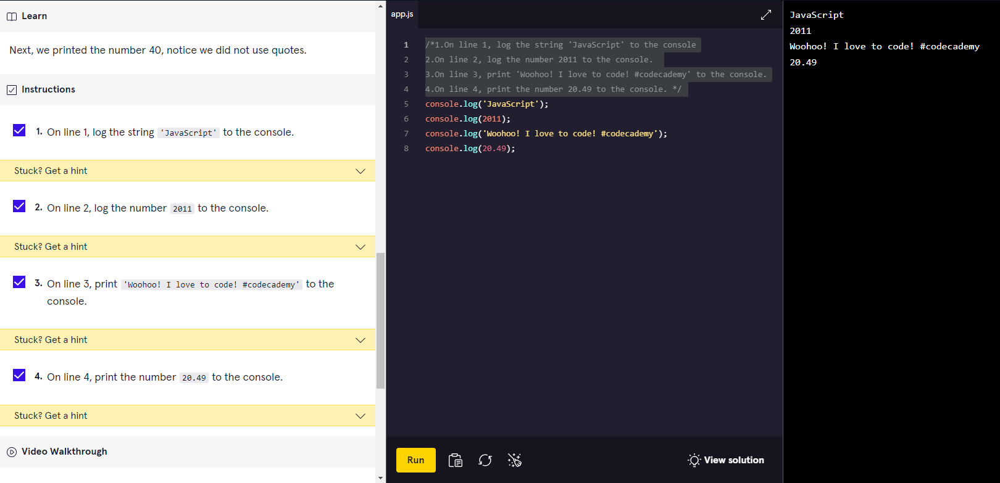 Learn
Next, we printed the number 40, notice we did not use quotes.
Instructions
1. On line 1, log the string 'JavaScript' to the console.
Stuck? Get a hint
2. On line 2, log the number 2011 to the console.
Stuck? Get a hint
3. On line 3, print 'Woohoo! I love to code! #codecademy' to the
console.
Stuck? Get a hint
4. On line 4, print the number 20.49 to the console.
Stuck? Get a hint
Video Walkthrough
app.js
1 /*1.On line 1, log the string 'JavaScript' to the console
2 2.On line 2, log the number 2011 to the console.
3 3.On line 3, print 'Woohoo! I love to code! #codecademy' to the console.
4 4.On line 4, print the number 20.49 to the console. */
5 console.log('JavaScript');
6 console.log(2011);
7 console.log('Woohoo! I love to code! #codecademy');
8 console.log(20.49);
Run
View solution
JavaScript
2011
Woohoo! I love to code! #codecademy
20.49